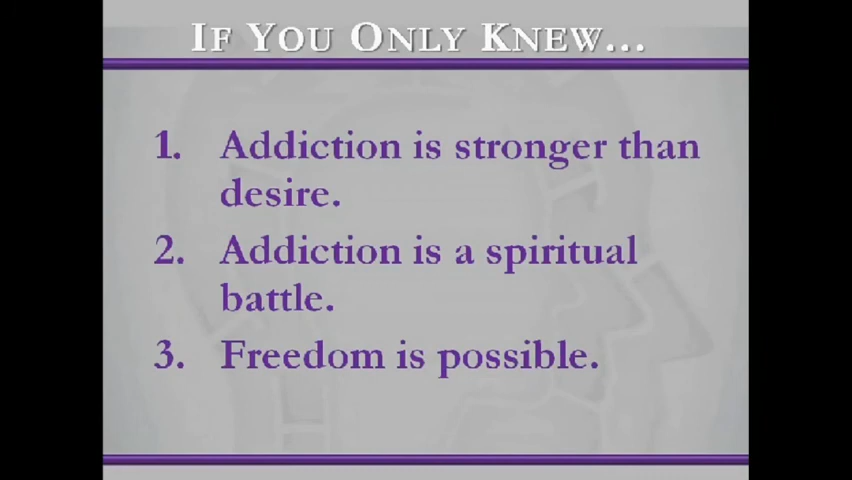 IF YOU ONLY KNEW...
1. Addiction is stronger than
desire.
2. Addiction is a spiritual
battle.
3. Freedom is possible.